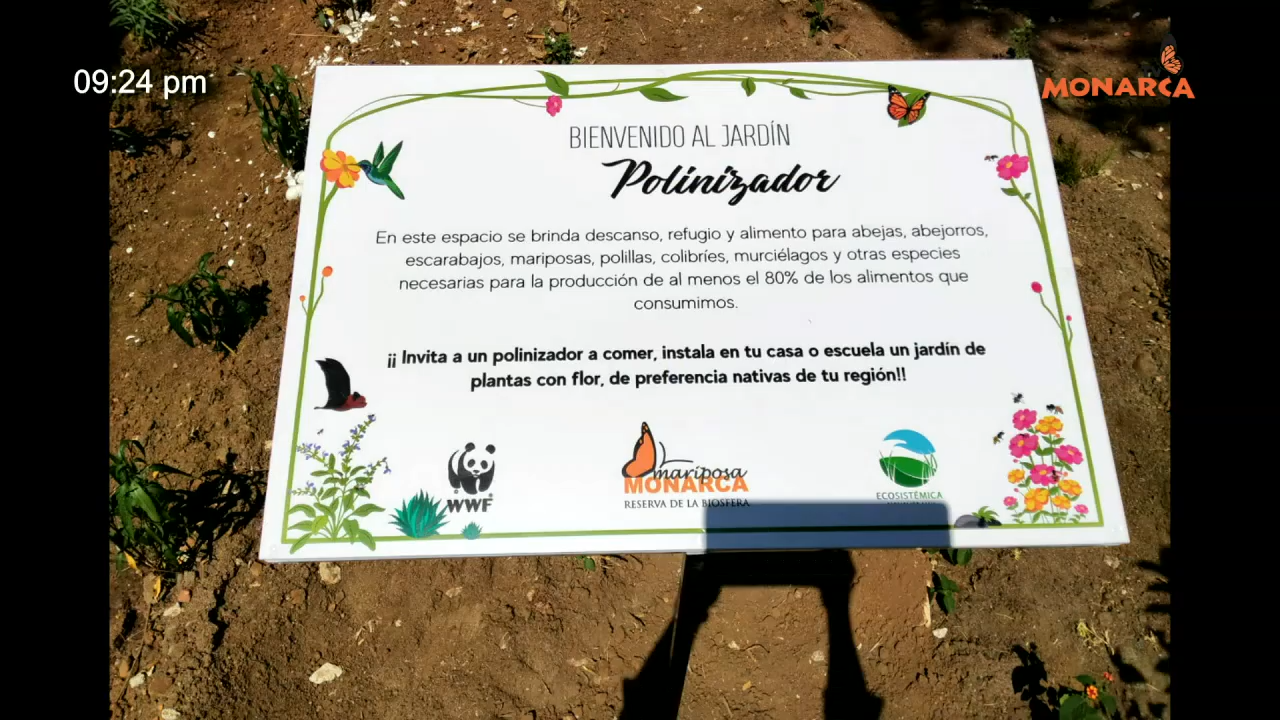 09:24 pm
MONARCA
BIENVENIDO AL JARDÍN
Polinizador
En este espacio se brinda descanso, refugio y alimento para abejas, abejorros,
escarabajos, mariposas, polillas, colibríes, murciélagos y otras especies
necesarias para la producción de al menos el 80% de los alimentos que
consumimos.
¡¡ Invita a un polinizador a comer, instala en tu casa o escuela un jardín de
plantas con flor, de preferencia nativas de tu región!!
WWF
mariposa
MONARCA
RESERVA DE LA BIOSFERA
ECOSISTÉMICA